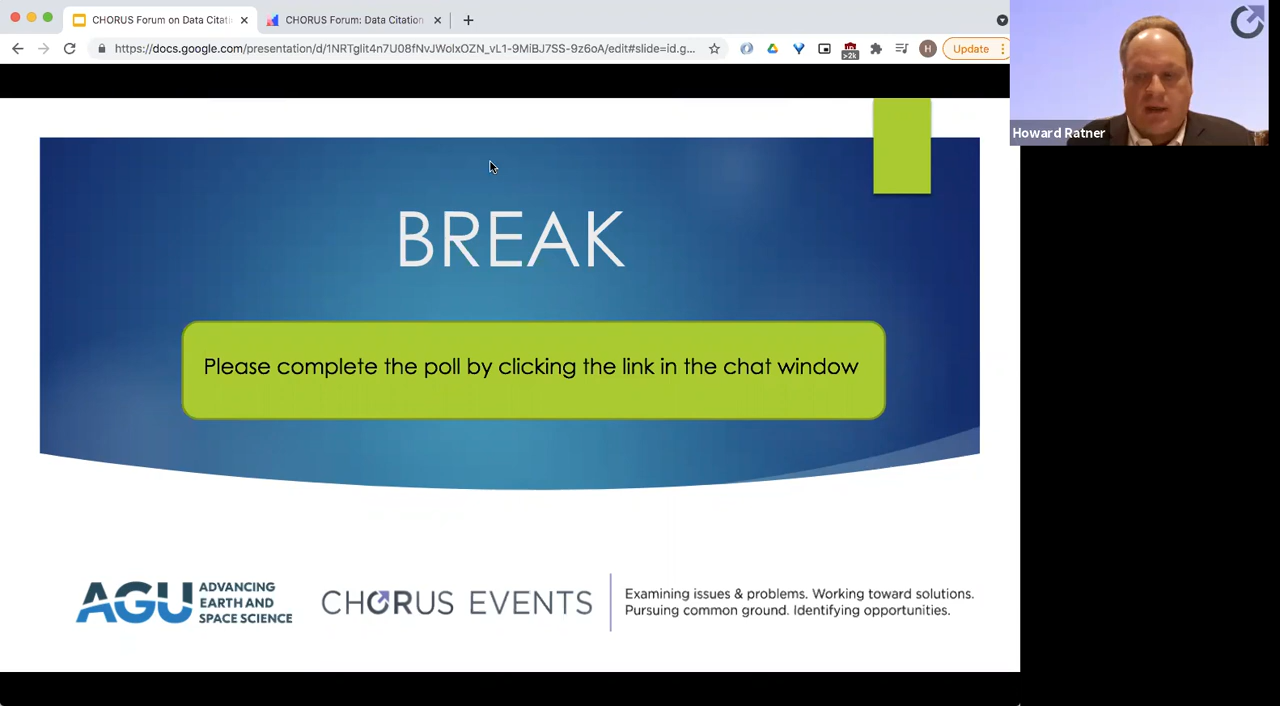 CHORUS Forum on Data Citati
CHORUS Forum: Data Citation
https://docs.google.com/presentation/d/1NRTglit4n7U08fNvJWolxOZN_vL1-9MiBJ7SS-9z6oA/edit#slide=id.g...
>2k
H
Update
Howard Ratner
BREAK
Please complete the poll by clicking the link in the chat window
AGU ADVANCING
EARTH AND
SPACE SCIENCE
CHORUS EVENTS
Examining issues & problems. Working toward solutions.
Pursuing common ground. Identifying opportunities.